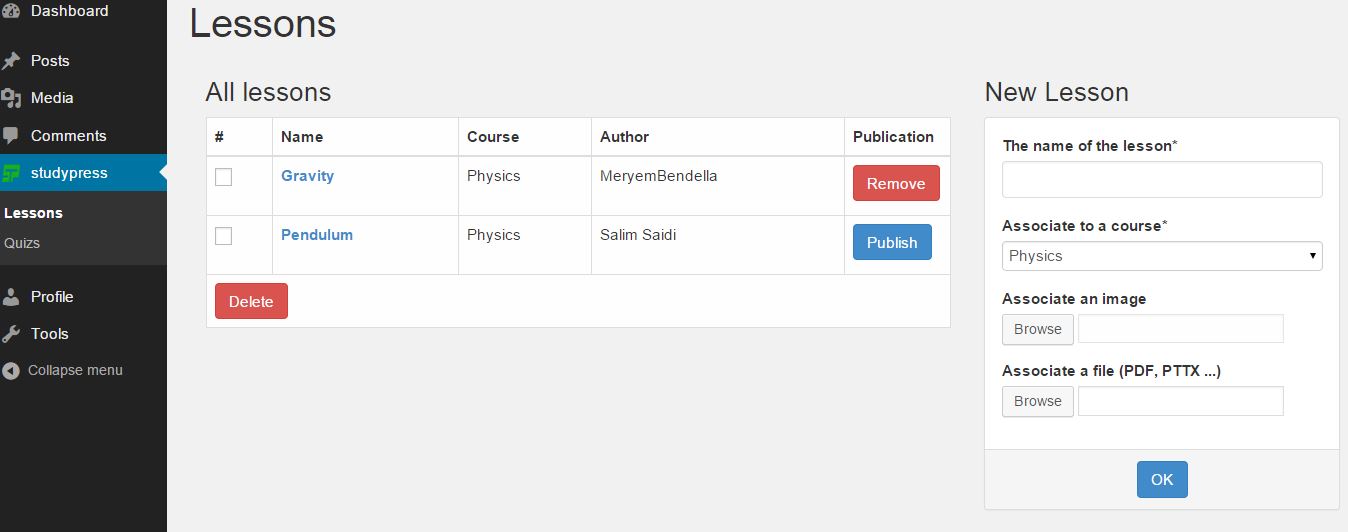 Dashboard
Posts
Media
Comments
studypress
Lessons
Quizs
Profile
Tools
Collapse menu
Lessons
All lessons
# Name Course Author Publication
Gravity Physics MeryemBendella Remove
Pendulum Physics Salim Saidi Publish
Delete
New Lesson
The name of the lesson*
Associate to a course*
Physics
Associate an image
Browse
Associate a file (PDF, PTTX ...)
Browse
OK